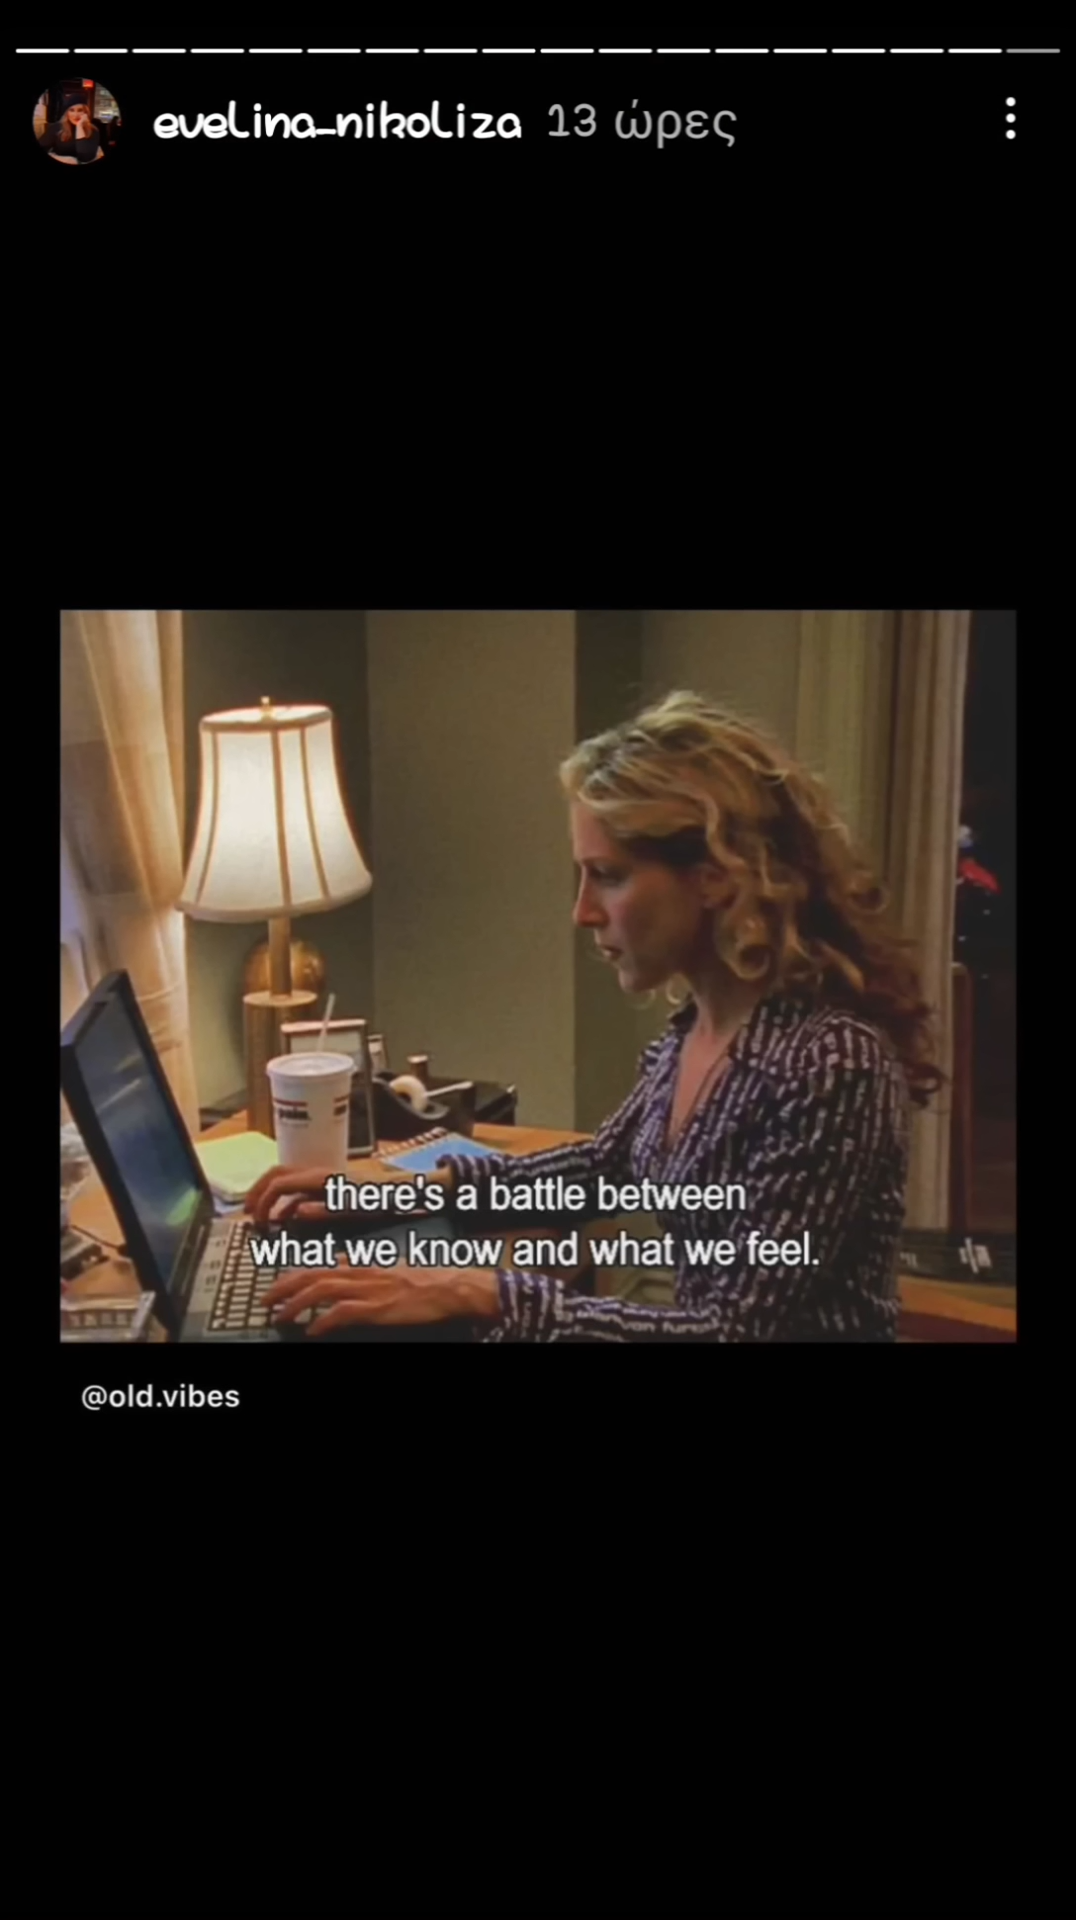 evelina_nikoliza 13 ώρες
there's a battle between
what we know and what we feel.
@old.vibes